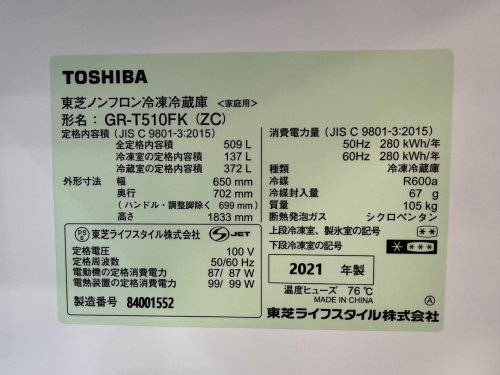 TOSHIBA
東芝ノンフロン冷凍冷蔵庫 <家庭用>
形名: GR-T510FK (ZC)
定格内容積 (JIS C 9801-3:2015)
全定格内容積 509 L
冷凍室の定格内容積 137 L
冷蔵室の定格内容積 372 L
外形寸法 幅 650 mm
奥行 702 mm
(ハンドル・調整脚除く 699 mm)
高さ 1833 mm
PS E 東芝ライフスタイル株式会社 S JET
定格電圧 100 V
定格周波数 50/60 Hz
電動機の定格消費電力 87/ 87 W
電熱装置の定格消費電力 99/ 99 W
製造番号 84001552
消費電力量 (JIS C 9801-3:2015)
50Hz 280 kWh/年
60Hz 280 kWh/年
種類 冷凍冷蔵庫
冷媒 R600a
冷媒封入量 67 g
質量 105 kg
断熱発泡ガス シクロペンタン
上段冷凍室、製氷室の記号 **
下段冷凍室の記号 * ***
2021 年製
温度ヒューズ 76℃
MADE IN CHINA
A
東芝ライフスタイル株式会社